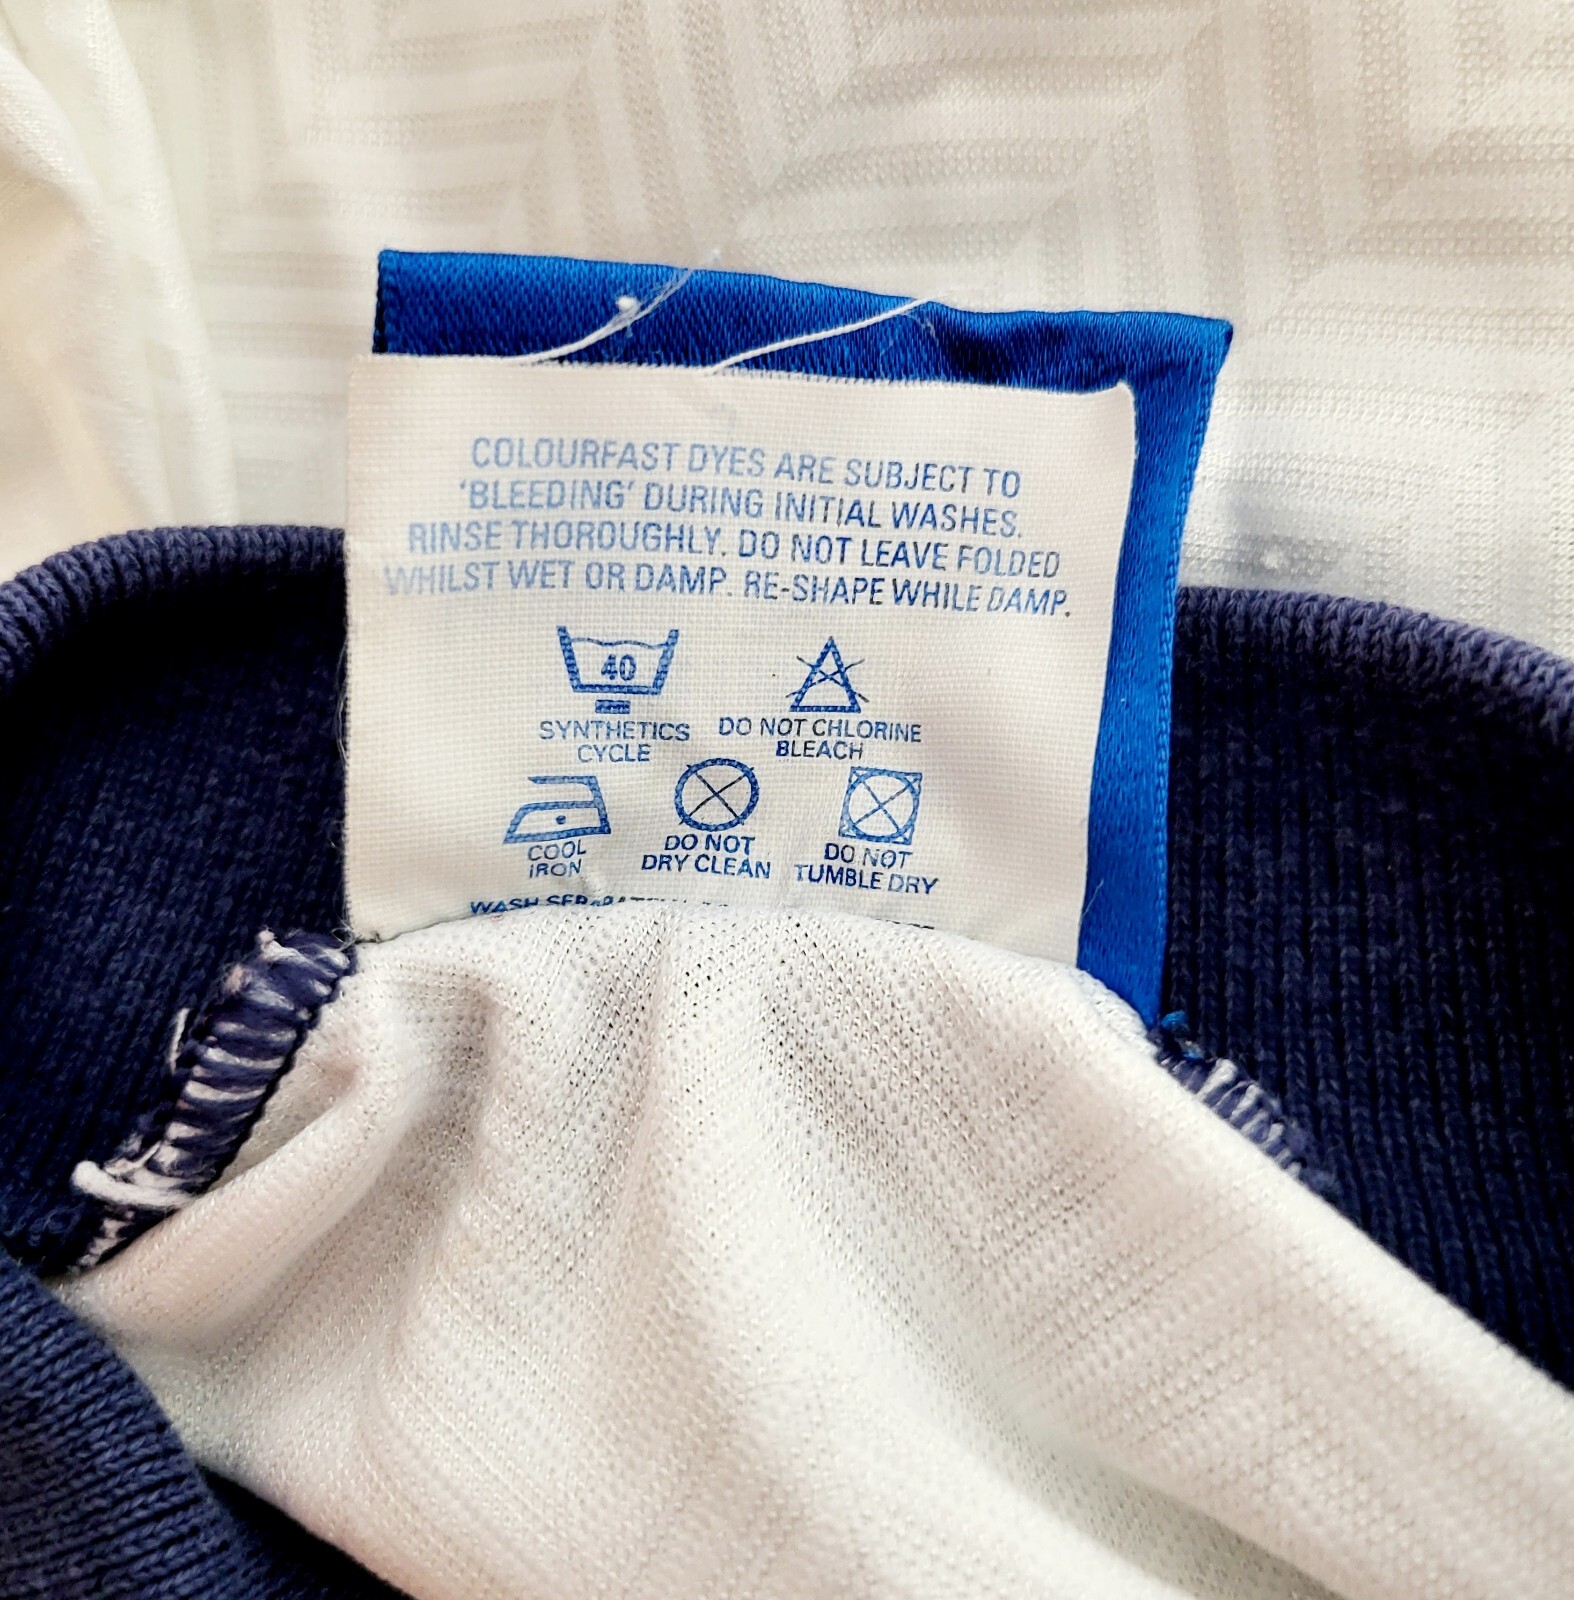 COLOURFAST DYES ARE SUBJECT TO
'BLEEDING' DURING INITIAL WASHES.
RINSE THOROUGHLY. DO NOT LEAVE FOLDED
WHILST WET OR DAMP. RE-SHAPE WHILE DAMP.
40
SYNTHETICS
CYCLE
DO NOT CHLORINE
BLEACH
COOL
IRON
DO NOT
DRY CLEAN
DO NOT
TUMBLE DRY
WASH